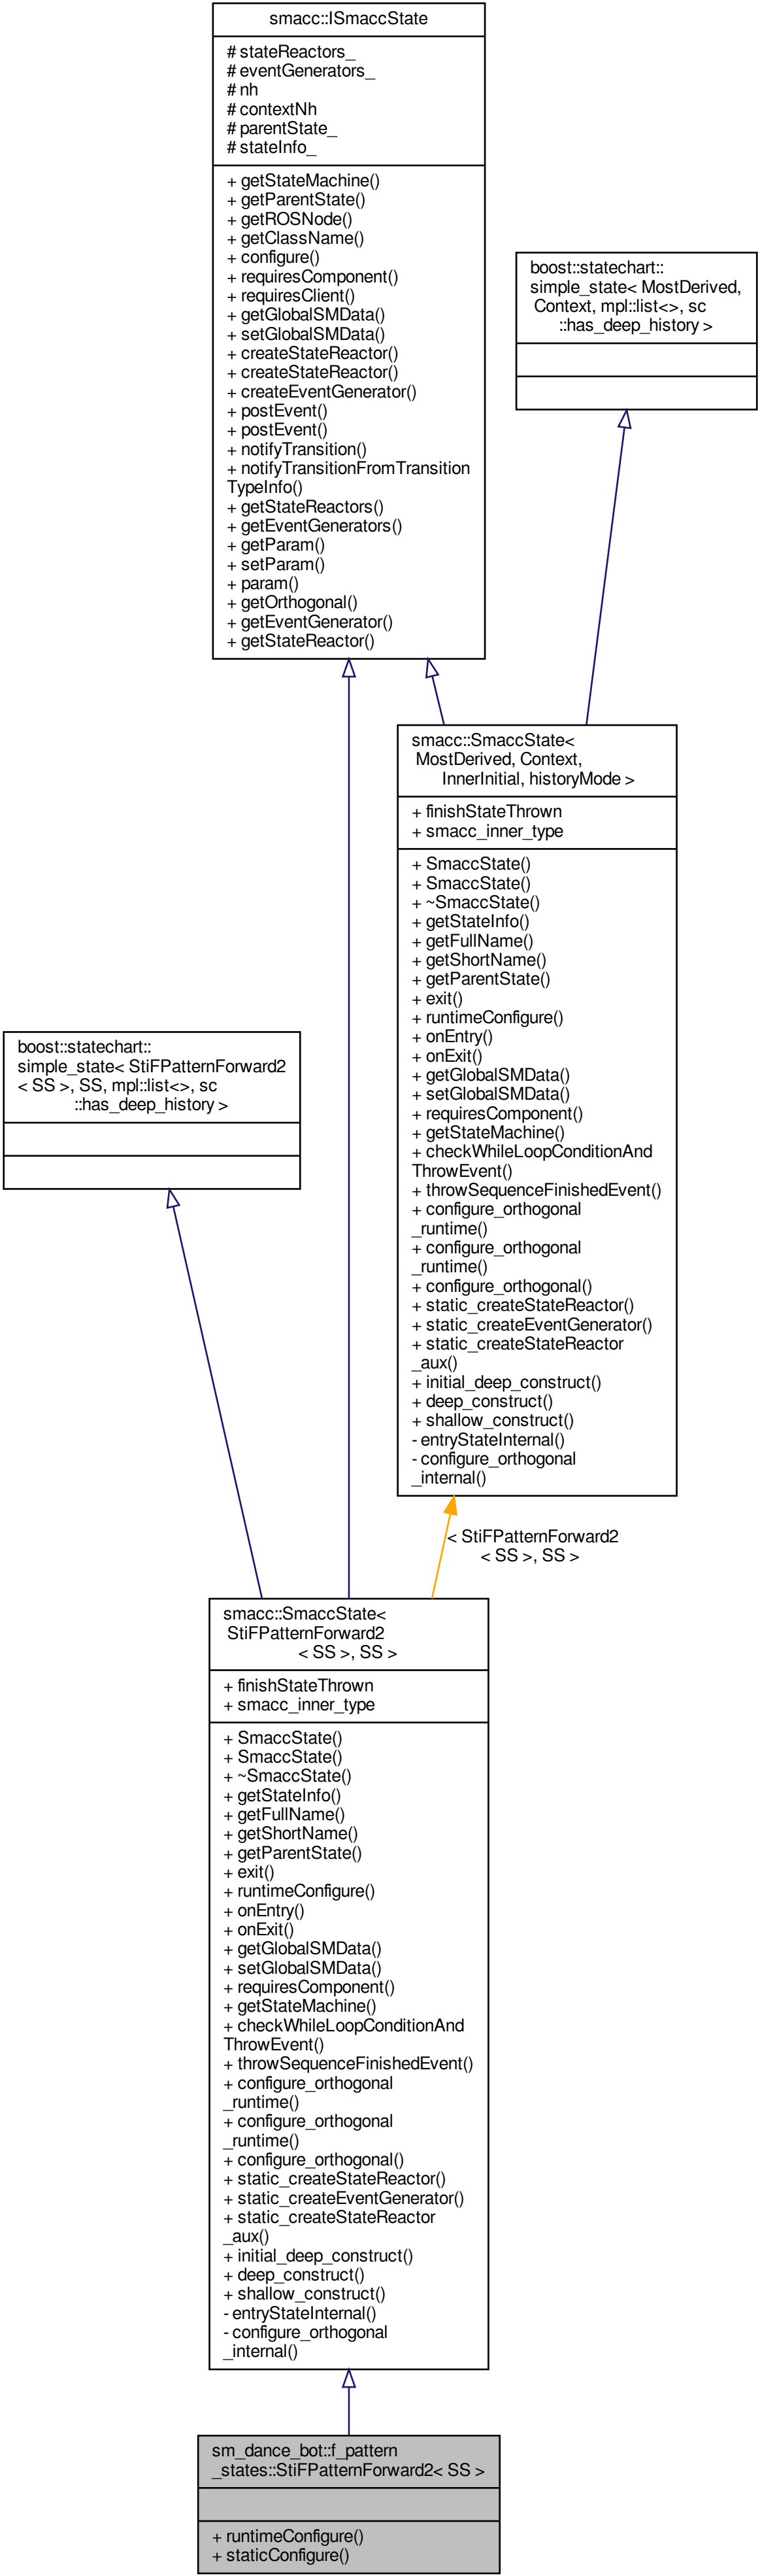 smacc::ISmaccState
# stateReactors_
# eventGenerators_
# nh
# contextNh
# parentState_
# stateInfo_
+ getStateMachine()
+ getParentState()
+ getROSNode()
+ getClassName()
+ configure()
+ requiresComponent()
+ requiresClient()
+ getGlobalSMData()
+ setGlobalSMData()
+ createStateReactor()
+ createStateReactor()
+ createEventGenerator()
+ postEvent()
+ postEvent()
+ notifyTransition()
+ notifyTransitionFromTransition
TypeInfo()
+ getStateReactors()
+ getEventGenerators()
+ getParam()
+ setParam()
+ param()
+ getOrthogonal()
+ getEventGenerator()
+ getStateReactor()
boost::statechart::
simple_state< MostDerived,
Context, mpl::list<>, sc
::has_deep_history >
smacc::SmaccState<
MostDerived, Context,
InnerInitial, historyMode >
+ finishStateThrown
+ smacc_inner_type
+ SmaccState()
+ SmaccState()
+ ~SmaccState()
+ getStateInfo()
+ getFullName()
+ getShortName()
+ getParentState()
+ exit()
+ runtimeConfigure()
+ onEntry()
+ onExit()
+ getGlobalSMData()
+ setGlobalSMData()
+ requiresComponent()
+ getStateMachine()
+ checkWhileLoopConditionAnd
ThrowEvent()
+ throwSequenceFinishedEvent()
+ configure_orthogonal
_runtime()
+ configure_orthogonal
_runtime()
+ configure_orthogonal()
+ static_createStateReactor()
+ static_createEventGenerator()
+ static_createStateReactor
_aux()
+ initial_deep_construct()
+ deep_construct()
+ shallow_construct()
- entryStateInternal()
- configure_orthogonal
_internal()
boost::statechart::
simple_state< StiFPatternForward2
< SS >, SS, mpl::list<>, sc
::has_deep_history >
< StiFPatternForward2
< SS >, SS >
smacc::SmaccState<
StiFPatternForward2
< SS >, SS >
+ finishStateThrown
+ smacc_inner_type
+ SmaccState()
+ SmaccState()
+ ~SmaccState()
+ getStateInfo()
+ getFullName()
+ getShortName()
+ getParentState()
+ exit()
+ runtimeConfigure()
+ onEntry()
+ onExit()
+ getGlobalSMData()
+ setGlobalSMData()
+ requiresComponent()
+ getStateMachine()
+ checkWhileLoopConditionAnd
ThrowEvent()
+ throwSequenceFinishedEvent()
+ configure_orthogonal
_runtime()
+ configure_orthogonal
_runtime()
+ configure_orthogonal()
+ static_createStateReactor()
+ static_createEventGenerator()
+ static_createStateReactor
_aux()
+ initial_deep_construct()
+ deep_construct()
+ shallow_construct()
- entryStateInternal()
- configure_orthogonal
_internal()
sm_dance_bot::f_pattern
_states::StiFPatternForward2< SS >
+ runtimeConfigure()
+ staticConfigure()